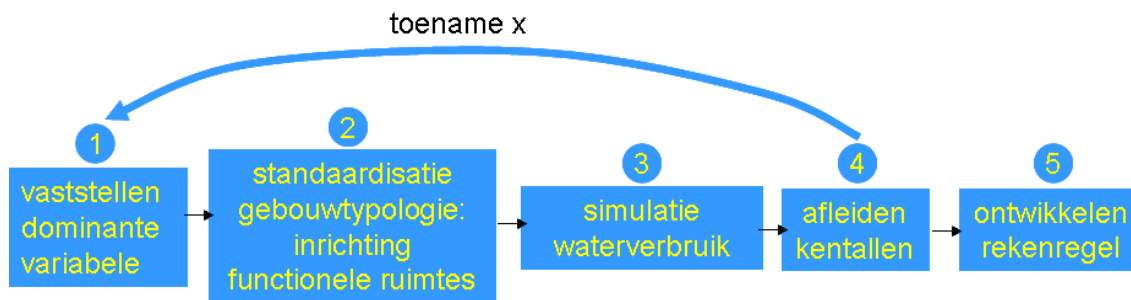 toename x
1
vaststellen
dominante
variabele
2
standaardisatie
gebouwtypologie:
inrichting
functionele ruimtes
3
simulatie
waterverbruik
4
afleiden
kentallen
5
ontwikkelen
rekenregel